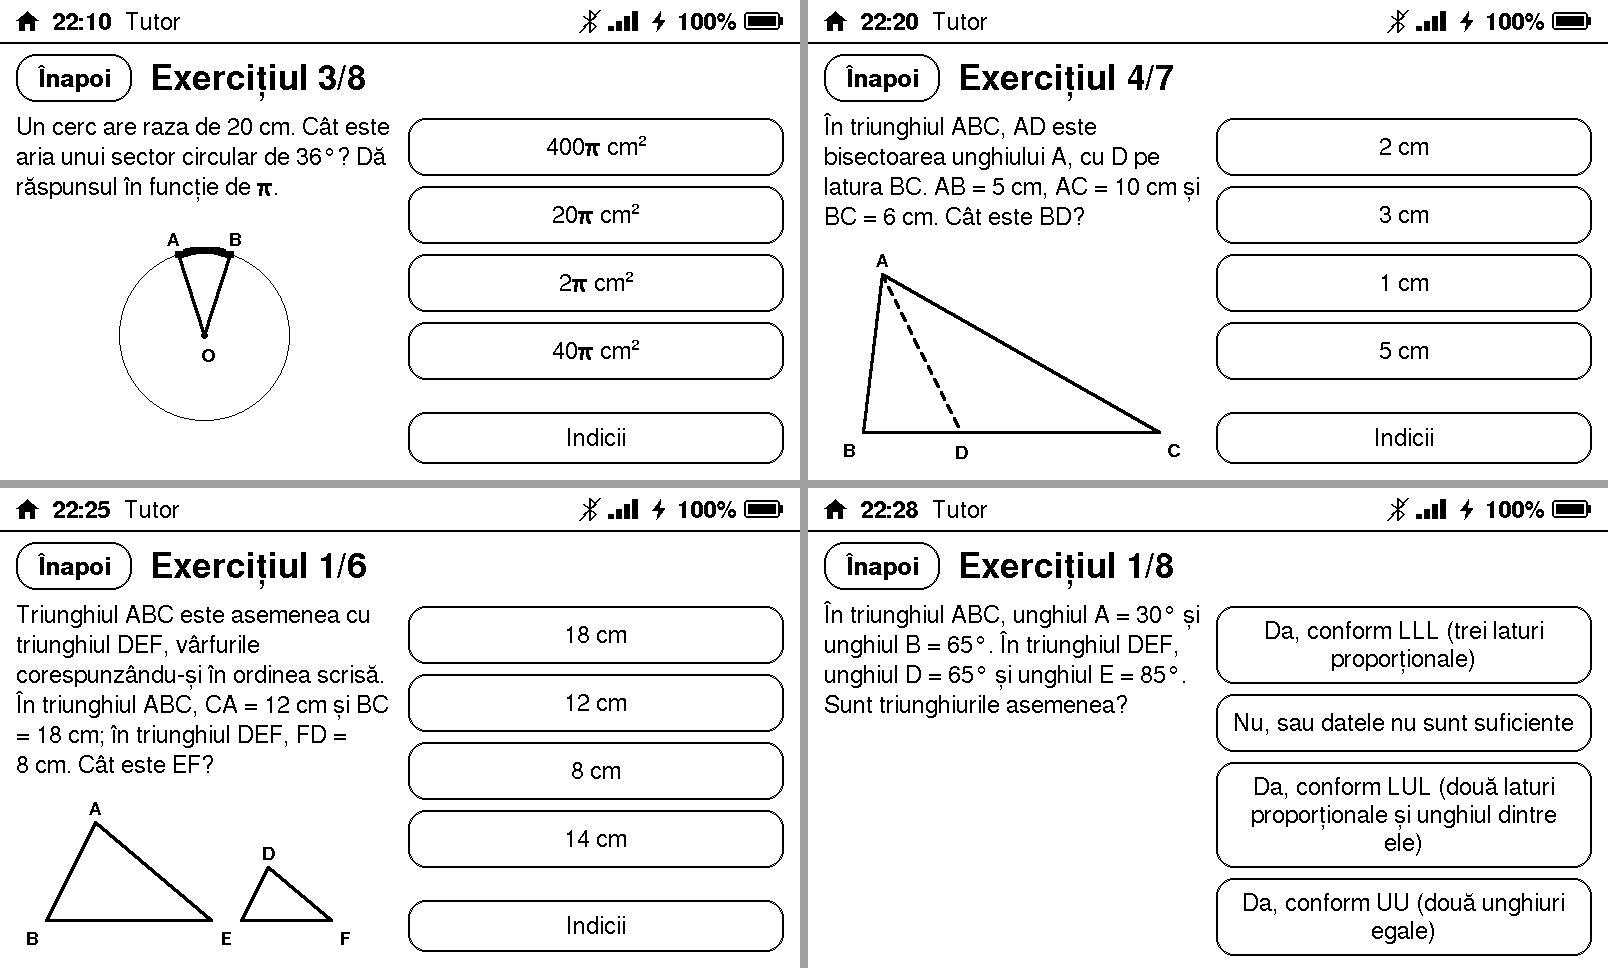 22:10 Tutor 100%
Înapoi Exercițiul 3/8
Un cerc are raza de 20 cm. Cât este
aria unui sector circular de 36°? Dă
răspunsul în funcție de π.
A B
O
400π cm²
20π cm²
2π cm²
40π cm²
Indicii
22:20 Tutor 100%
Înapoi Exercițiul 4/7
În triunghiul ABC, AD este
bisectoarea unghiului A, cu D pe
latura BC. AB = 5 cm, AC = 10 cm și
BC = 6 cm. Cât este BD?
A
B D C
2 cm
3 cm
1 cm
5 cm
Indicii
22:25 Tutor 100%
Înapoi Exercițiul 1/6
Triunghiul ABC este asemenea cu
triunghiul DEF, vârfurile
corespunzându-și în ordinea scrisă.
În triunghiul ABC, CA = 12 cm și BC
= 18 cm; în triunghiul DEF, FD =
8 cm. Cât este EF?
A
D
B E F
18 cm
12 cm
8 cm
14 cm
Indicii
22:28 Tutor 100%
Înapoi Exercițiul 1/8
În triunghiul ABC, unghiul A = 30° și
unghiul B = 65°. În triunghiul DEF,
unghiul D = 65° și unghiul E = 85°.
Sunt triunghiurile asemenea?
Da, conform LLL (trei laturi
proporționale)
Nu, sau datele nu sunt suficiente
Da, conform LUL (două laturi
proporționale și unghiul dintre
ele)
Da, conform UU (două unghiuri
egale)